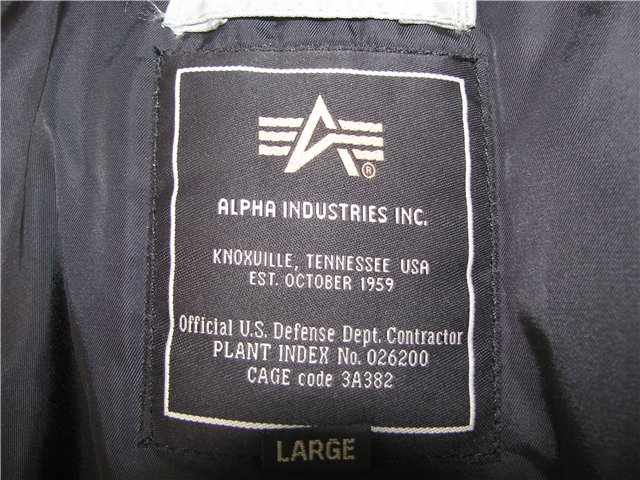 ®
ALPHA INDUSTRIES INC.
KNOXVILLE, TENNESSEE USA
EST. OCTOBER 1959
Official U.S. Defense Dept. Contractor
PLANT INDEX No. 026200
CAGE code 3A382
LARGE